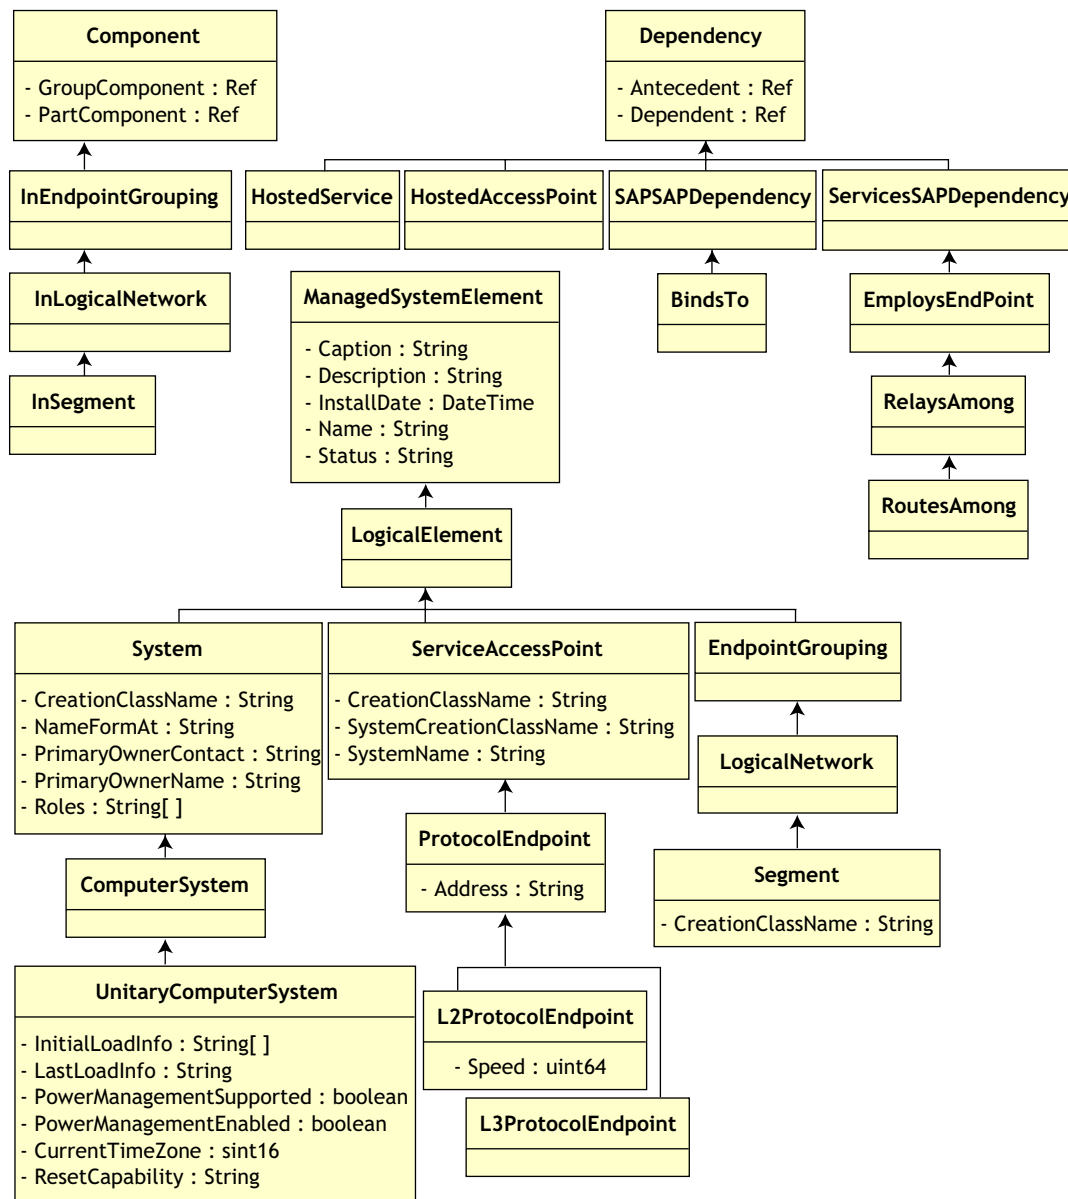 Component
- GroupComponent : Ref
- PartComponent : Ref
Dependency
- Antecedent : Ref
- Dependent : Ref
InEndpointGrouping
HostedService
HostedAccessPoint
SAPSAPDependency
ServicesSAPDependency
InLogicalNetwork
ManagedSystemElement
- Caption : String
- Description : String
- InstallDate : DateTime
- Name : String
- Status : String
BindsTo
EmploysEndPoint
InSegment
RelaysAmong
RoutesAmong
LogicalElement
System
- CreationClassName : String
- NameFormAt : String
- PrimaryOwnerContact : String
- PrimaryOwnerName : String
- Roles : String[ ]
ServiceAccessPoint
- CreationClassName : String
- SystemCreationClassName : String
- SystemName : String
EndpointGrouping
LogicalNetwork
ProtocolEndpoint
- Address : String
Segment
- CreationClassName : String
ComputerSystem
UnitaryComputerSystem
- InitialLoadInfo : String[ ]
- LastLoadInfo : String
- PowerManagementSupported : boolean
- PowerManagementEnabled : boolean
- CurrentTimeZone : sint16
- ResetCapability : String
L2ProtocolEndpoint
- Speed : uint64
L3ProtocolEndpoint